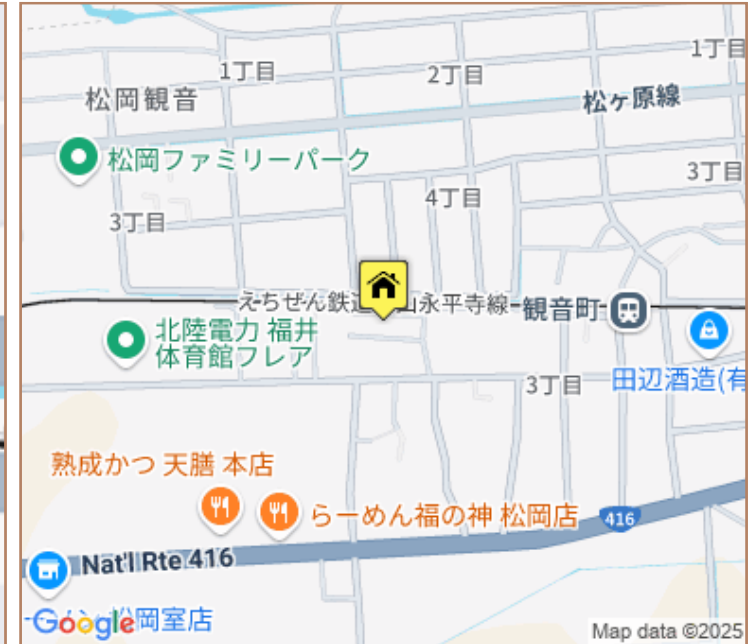 1丁目
1丁目
2丁目
松岡観音
松ヶ原線
松岡ファミリーパーク
3丁目
4丁目
3丁目
えちぜん鉄道
山永平寺線
観音町
北陸電力 福井
体育館フレア
3丁目
田辺酒造(有
熟成かつ 天膳 本店
らーめん福の神 松岡店
416
Nat'l Rte 416
松岡室店
Google
Map data ©2025